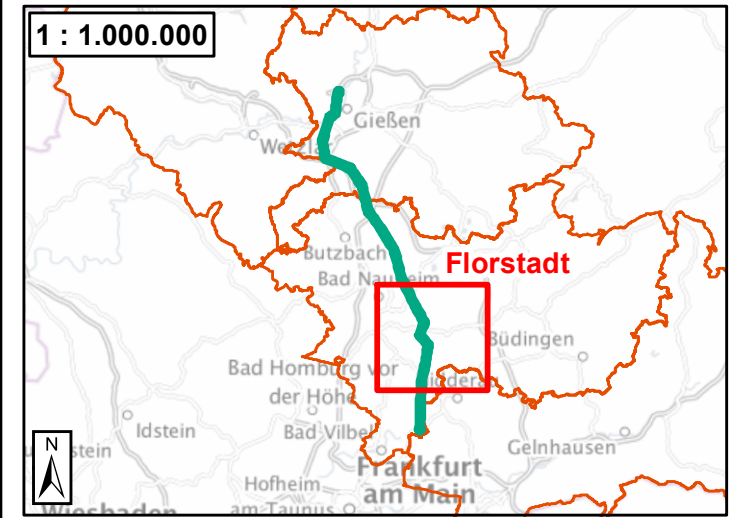 1 : 1.000.000
Gießen
Wetzlar
Butzbach
Florstadt
Bad Nauheim
Büdingen
Bad Homburg vor
der Höhe
Idstein
Bad Vilbel
Gelnhausen
Frankfurt
am Main
Hofheim
am Taunus
Wiesbaden
N